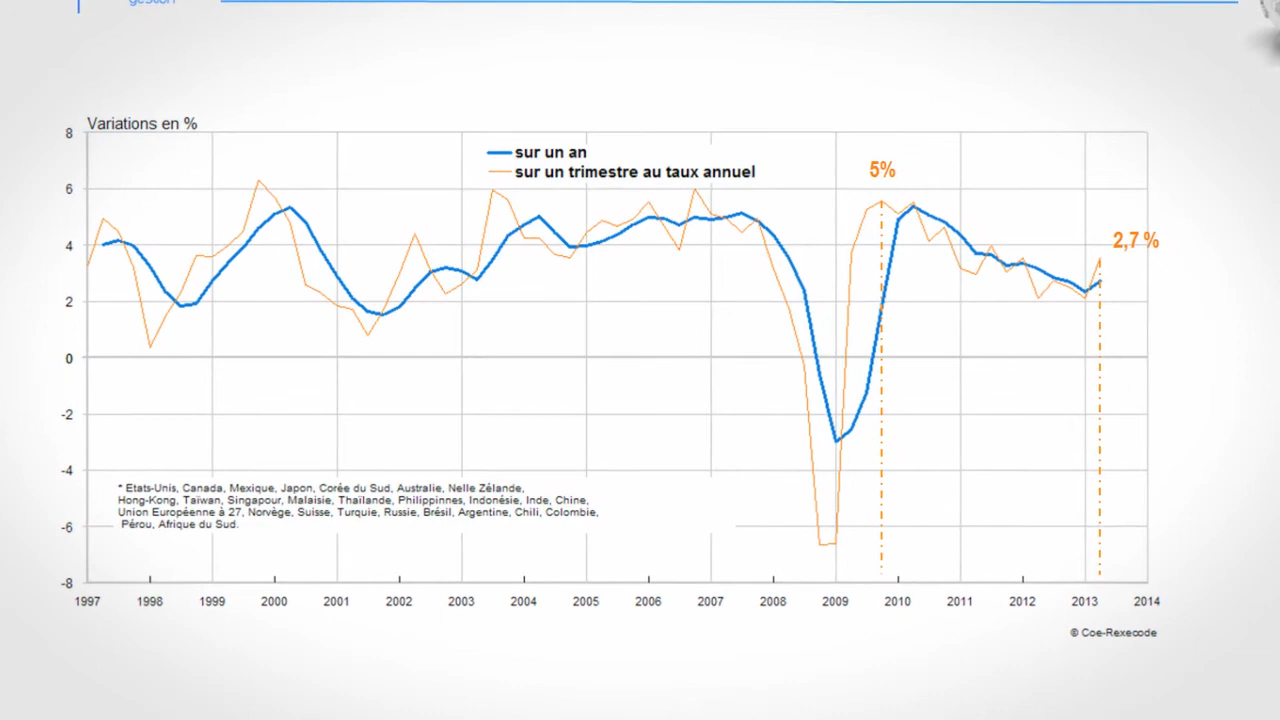 gestion
Variations en %
sur un an
sur un trimestre au taux annuel
5%
2,7 %
8
6
4
2
0
-2
-4
-6
-8
* Etats-Unis, Canada, Mexique, Japon, Corée du Sud, Australie, Nelle Zélande,
Hong-Kong, Taïwan, Singapour, Malaisie, Thaïlande, Philippinnes, Indonésie, Inde, Chine,
Union Européenne à 27, Norvège, Suisse, Turquie, Russie, Brésil, Argentine, Chili, Colombie,
Pérou, Afrique du Sud.
1997 1998 1999 2000 2001 2002 2003 2004 2005 2006 2007 2008 2009 2010 2011 2012 2013 2014
© Coe-Rexecode